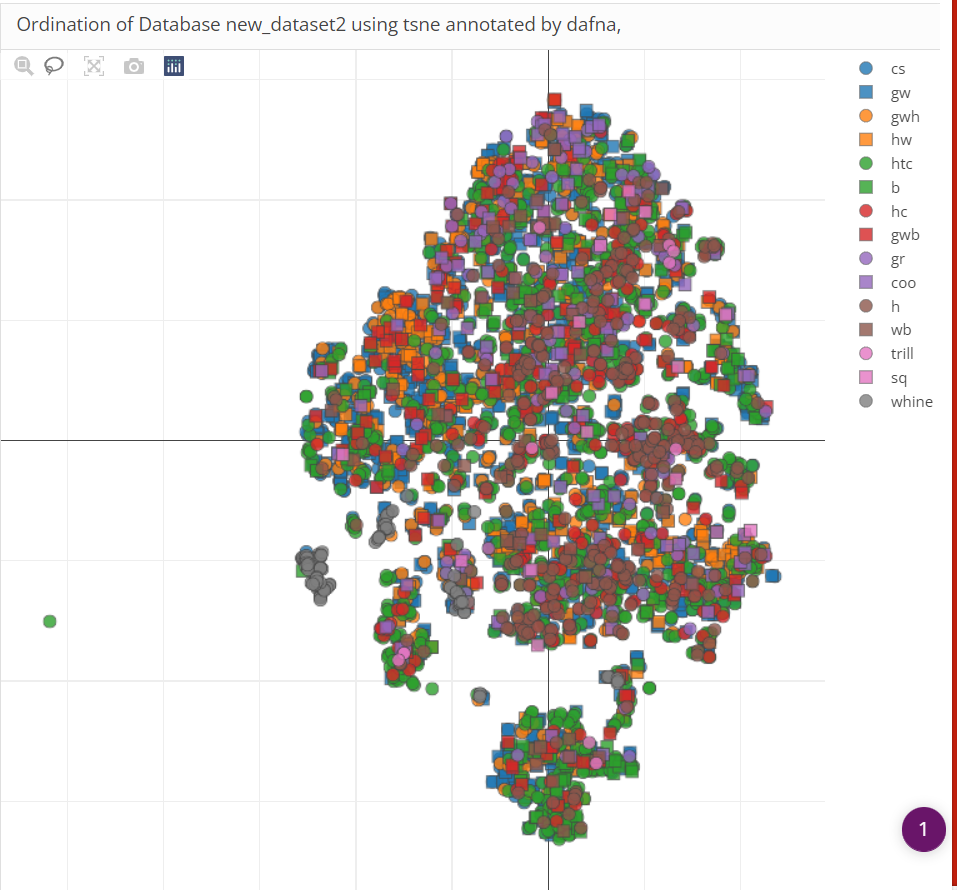 Ordination of Database new_dataset2 using tsne annotated by dafna,
cs
gw
gwh
hw
htc
b
hc
gwb
gr
coo
h
wb
trill
sq
whine
1